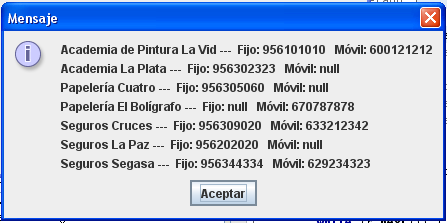 Mensaje
Academia de Pintura La Vid --- Fijo: 956101010 Móvil: 600121212
Academia La Plata --- Fijo: 956302323 Móvil: null
Papelería Cuatro --- Fijo: 956305060 Móvil: null
Papelería El Bolígrafo --- Fijo: null Móvil: 670787878
Seguros Cruces --- Fijo: 956309020 Móvil: 633212342
Seguros La Paz --- Fijo: 956202020 Móvil: null
Seguros Segasa --- Fijo: 956344334 Móvil: 629234323
Aceptar